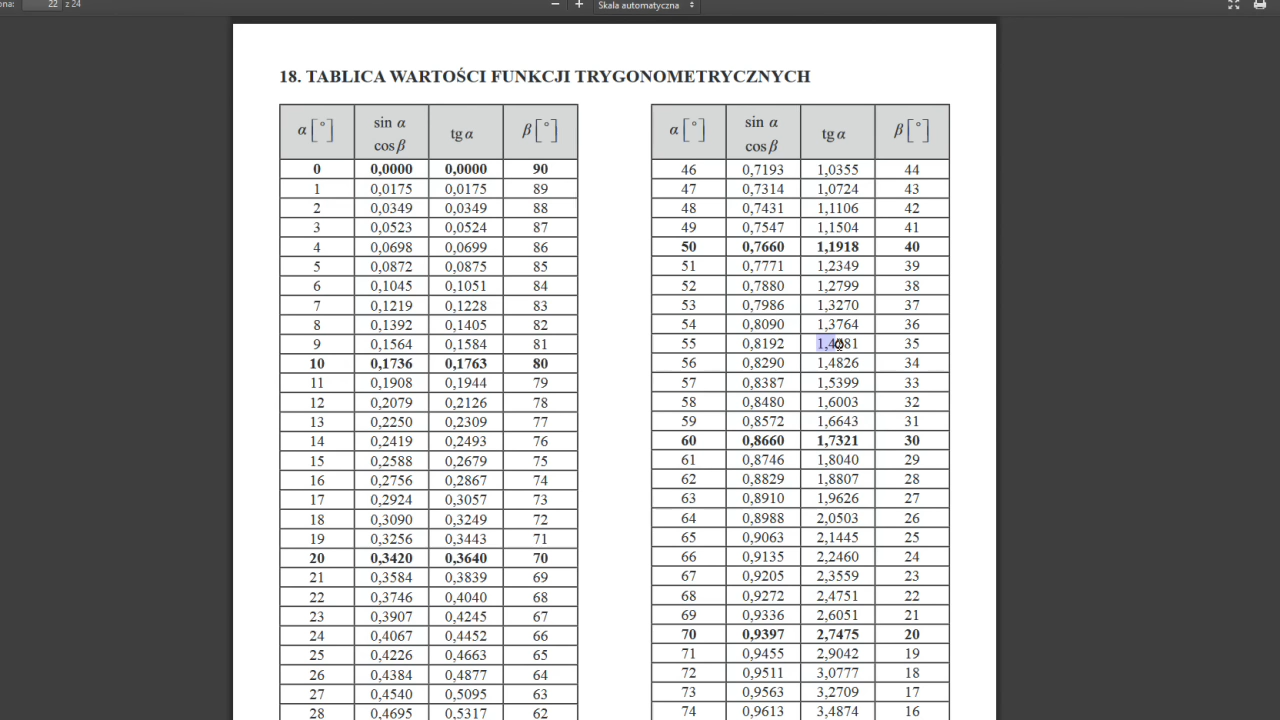 ona: 22 z 24 Skala automatyczna
18. TABLICA WARTOŚCI FUNKCJI TRYGONOMETRYCZNYCH
α [°] sin α cos β tg α β [°]
0 0,0000 0,0000 90
1 0,0175 0,0175 89
2 0,0349 0,0349 88
3 0,0523 0,0524 87
4 0,0698 0,0699 86
5 0,0872 0,0875 85
6 0,1045 0,1051 84
7 0,1219 0,1228 83
8 0,1392 0,1405 82
9 0,1564 0,1584 81
10 0,1736 0,1763 80
11 0,1908 0,1944 79
12 0,2079 0,2126 78
13 0,2250 0,2309 77
14 0,2419 0,2493 76
15 0,2588 0,2679 75
16 0,2756 0,2867 74
17 0,2924 0,3057 73
18 0,3090 0,3249 72
19 0,3256 0,3443 71
20 0,3420 0,3640 70
21 0,3584 0,3839 69
22 0,3746 0,4040 68
23 0,3907 0,4245 67
24 0,4067 0,4452 66
25 0,4226 0,4663 65
26 0,4384 0,4877 64
27 0,4540 0,5095 63
28 0,4695 0,5317 62
α [°] sin α cos β tg α β [°]
46 0,7193 1,0355 44
47 0,7314 1,0724 43
48 0,7431 1,1106 42
49 0,7547 1,1504 41
50 0,7660 1,1918 40
51 0,7771 1,2349 39
52 0,7880 1,2799 38
53 0,7986 1,3270 37
54 0,8090 1,3764 36
55 0,8192 35
56 0,8290 1,4826 34
57 0,8387 1,5399 33
58 0,8480 1,6003 32
59 0,8572 1,6643 31
60 0,8660 1,7321 30
61 0,8746 1,8040 29
62 0,8829 1,8807 28
63 0,8910 1,9626 27
64 0,8988 2,0503 26
65 0,9063 2,1445 25
66 0,9135 2,2460 24
67 0,9205 2,3559 23
68 0,9272 2,4751 22
69 0,9336 2,6051 21
70 0,9397 2,7475 20
71 0,9455 2,9042 19
72 0,9511 3,0777 18
73 0,9563 3,2709 17
74 0,9613 3,4874 16